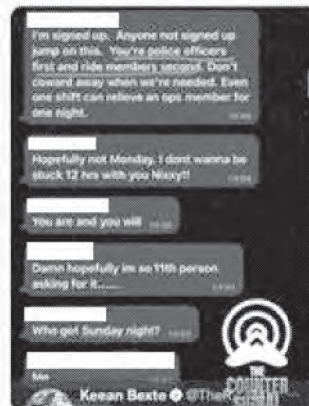 I'm signed up. Anyone not signed up
jump on this. You're police officers
first and ride members second. Don't
coward away when we're needed. Even
one shift can relieve an ops member for
one night.
Hopefully not Monday, I dont wanna be
stuck 12 hrs with you Nixxy!!
You are and you will
Damn hopefully im so 11th person
asking for it......
Who got Sunday night?
Me
THE
COUNTER
Keean Bexte